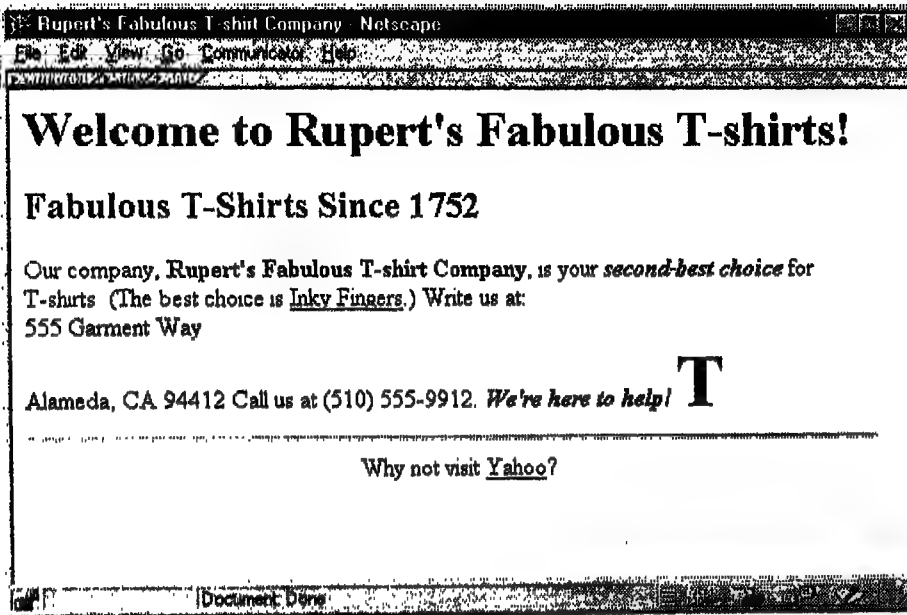 Rupert's Fabulous T-shirt Company - Netscape
File Edit View Go Communicator Help
Welcome to Rupert's Fabulous T-shirts!
Fabulous T-Shirts Since 1752
Our company, Rupert's Fabulous T-shirt Company, is your second-best choice for
T-shirts (The best choice is Inky Fingers.) Write us at:
555 Garment Way
T
Alameda, CA 94412 Call us at (510) 555-9912. We're here to help!
Why not visit Yahoo?
Document: Done